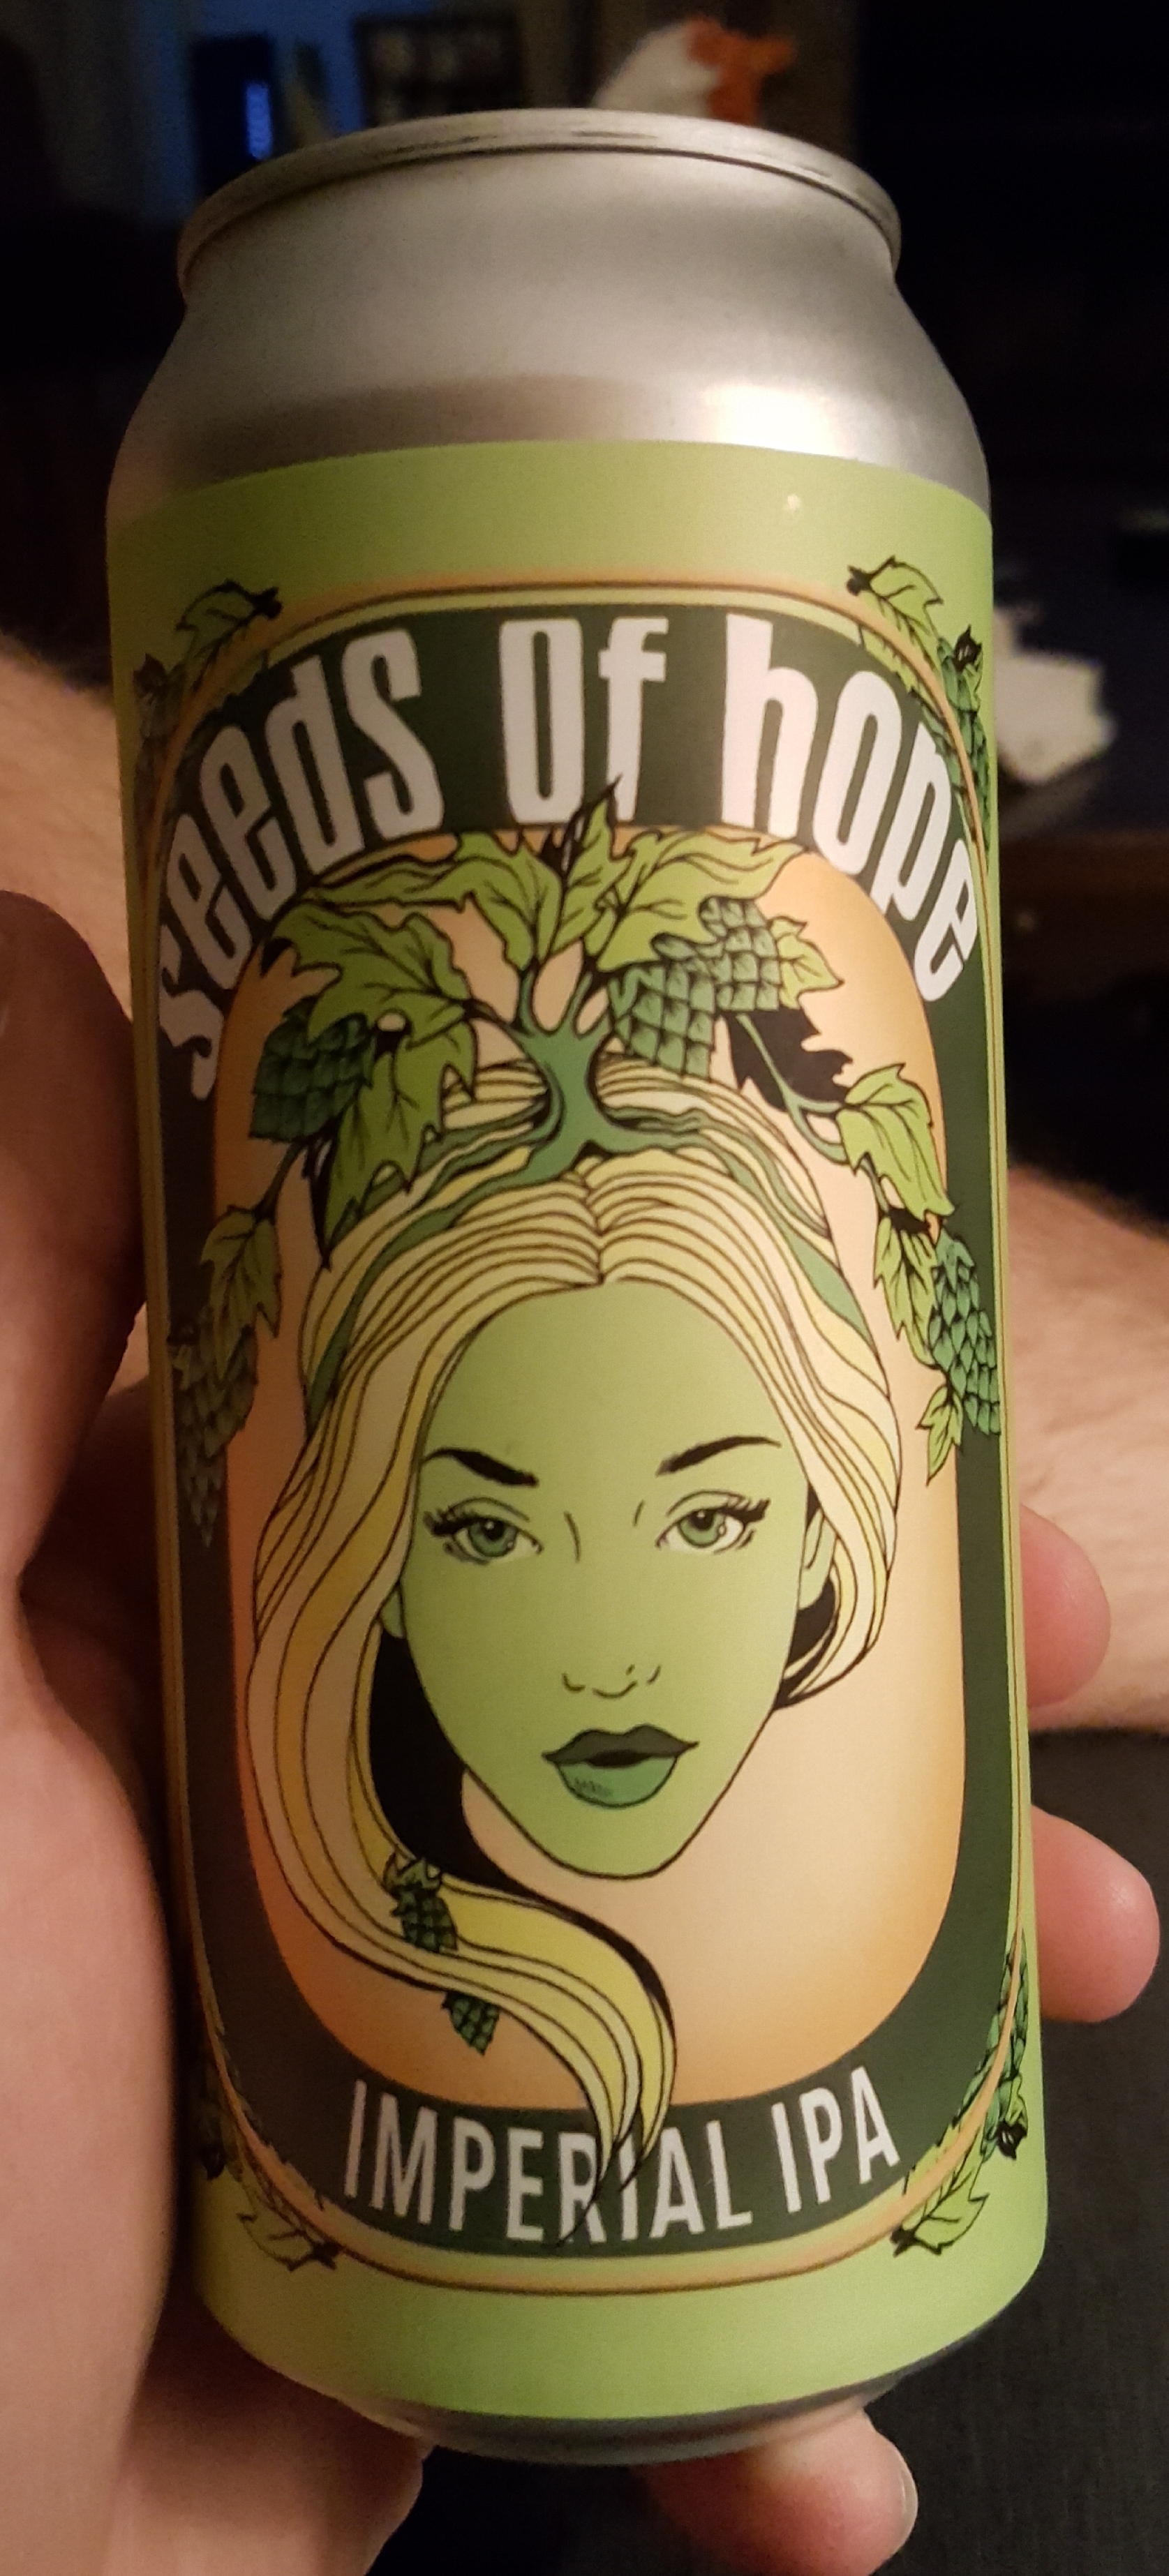 seeds of hope
IMPERIAL IPA